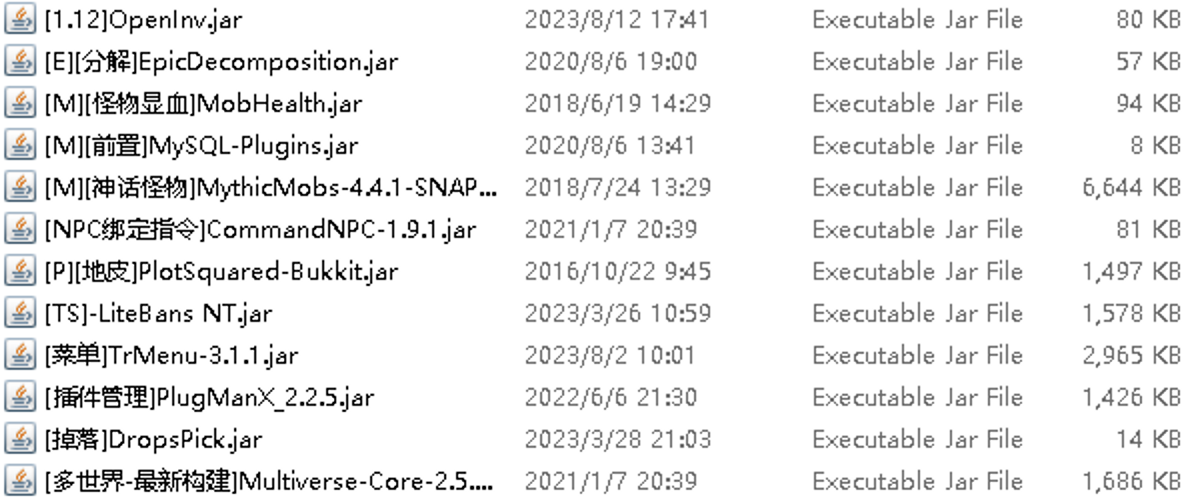 [1.12]OpenInv.jar 2023/8/12 17:41 Executable Jar File 80 KB
[E][分解]EpicDecomposition.jar 2020/8/6 19:00 Executable Jar File 57 KB
[M][怪物显血]MobHealth.jar 2018/6/19 14:29 Executable Jar File 94 KB
[M][前置]MySQL-Plugins.jar 2020/8/6 13:41 Executable Jar File 8 KB
[M][神话怪物]MythicMobs-4.4.1-SNAP... 2018/7/24 13:29 Executable Jar File 6,644 KB
[NPC绑定指令]CommandNPC-1.9.1.jar 2021/1/7 20:39 Executable Jar File 81 KB
[P][地皮]PlotSquared-Bukkit.jar 2016/10/22 9:45 Executable Jar File 1,497 KB
[TS]-LiteBans NT.jar 2023/3/26 10:59 Executable Jar File 1,578 KB
[菜单]TrMenu-3.1.1.jar 2023/8/2 10:01 Executable Jar File 2,965 KB
[插件管理]PlugManX_2.2.5.jar 2022/6/6 21:30 Executable Jar File 1,426 KB
[掉落]DropsPick.jar 2023/3/28 21:03 Executable Jar File 14 KB
[多世界-最新构建]Multiverse-Core-2.5.... 2021/1/7 20:39 Executable Jar File 1,686 KB